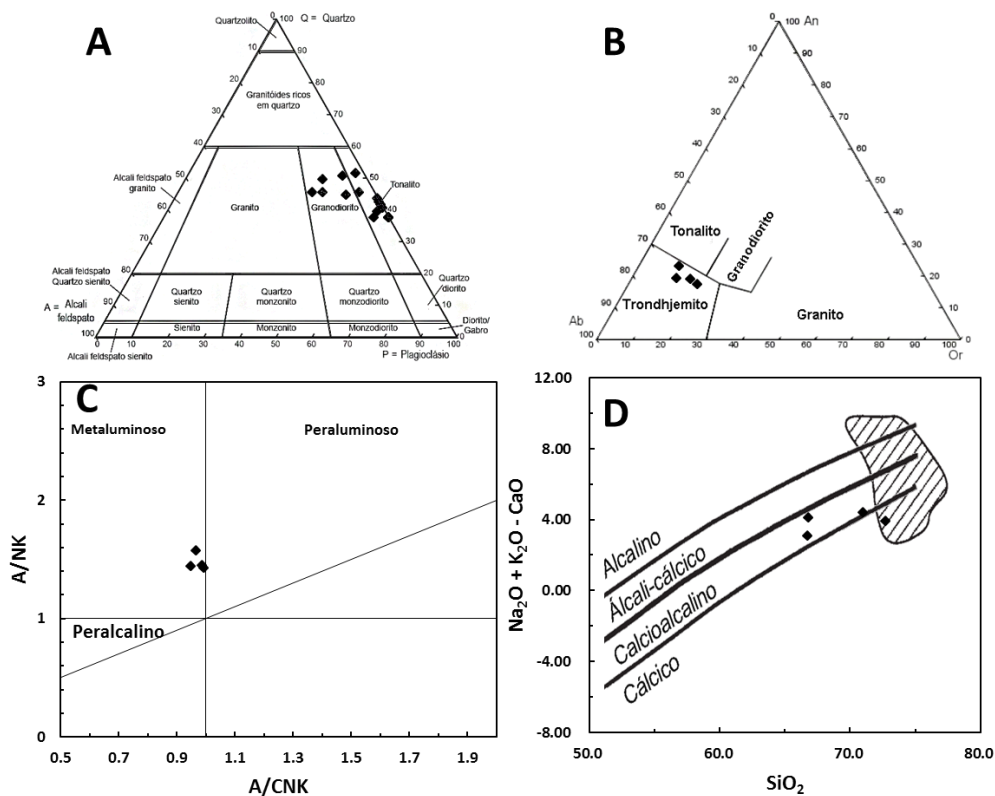 A
0
100
Q = Quartzo
Quartzolito
10
90
20
80
Granitóides ricos
em quartzo
30
70
40
60
Alcali feldspato
granito
50
50
Tonalito
60
40
Granito
Granodiorito
70
30
Alcali feldspato
Quartzo sienito
80
20
Quartzo
sienito
Quartzo
monzonito
Quartzo
monzodiorito
Quartzo
/diorito
90
10
A = Alcali
feldspato
Sienito
Monzonito
Monzodiorito
Diorito/
Gabro
100
0
Alcali feldspato sienito
10
20
30
40
50
60
70
80
90
100
P = Plagioclásio
B
0
100
An
10
90
20
80
30
70
40
60
50
50
60
40
Tonalito
Granodiorito
70
30
80
20
Trondhjemito
Granito
90
10
Ab
100
0
0
10
20
30
40
50
60
70
80
90
100
Or
C
3
Metaluminoso
Peraluminoso
2
A/NK
1
Peralcalino
0
0.5
0.7
0.9
1.1
1.3
1.5
1.7
1.9
A/CNK
D
12.00
8.00
4.00
0.00
-4.00
-8.00
Na2O + K2O - CaO
Alcalino
Álcali-cálcico
Calcioalcalino
Cálcico
50.0
60.0
70.0
80.0
SiO2